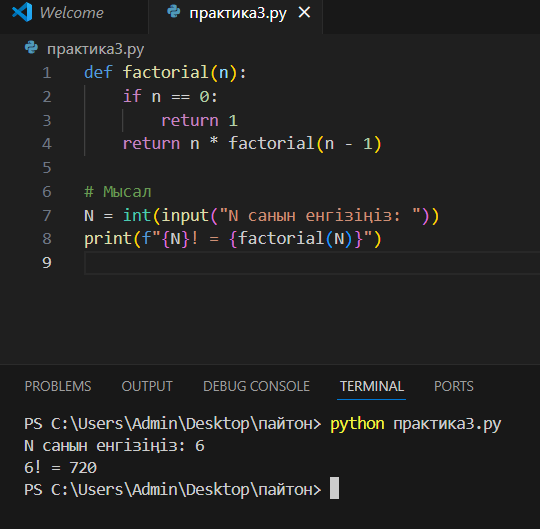 Welcome
практика3.py
практика3.py
1 def factorial(n):
2     if n == 0:
3         return 1
4     return n * factorial(n - 1)
5
6 # Мысал
7 N = int(input("N санын енгізіңіз: "))
8 print(f"{N}! = {factorial(N)}")
9
PROBLEMS OUTPUT DEBUG CONSOLE TERMINAL PORTS
PS C:\Users\Admin\Desktop\пайтон> python практика3.py
N санын енгізіңіз: 6
6! = 720
PS C:\Users\Admin\Desktop\пайтон>